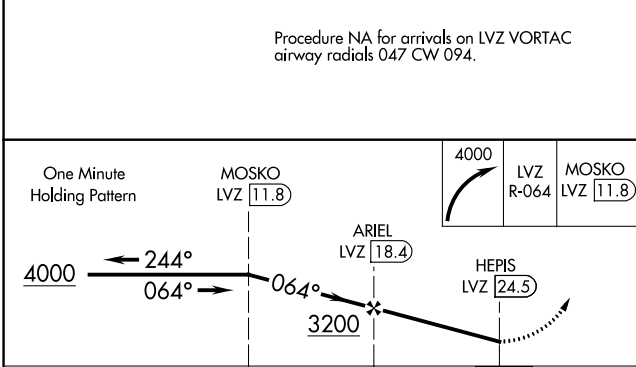 Procedure NA for arrivals on LVZ VORTAC
airway radials 047 CW 094.
One Minute
Holding Pattern
MOSKO
LVZ 11.8
4000
LVZ
R-064
MOSKO
LVZ 11.8
ARIEL
LVZ 18.4
HEPIS
LVZ 24.5
4000
244°
064°
064°
3200